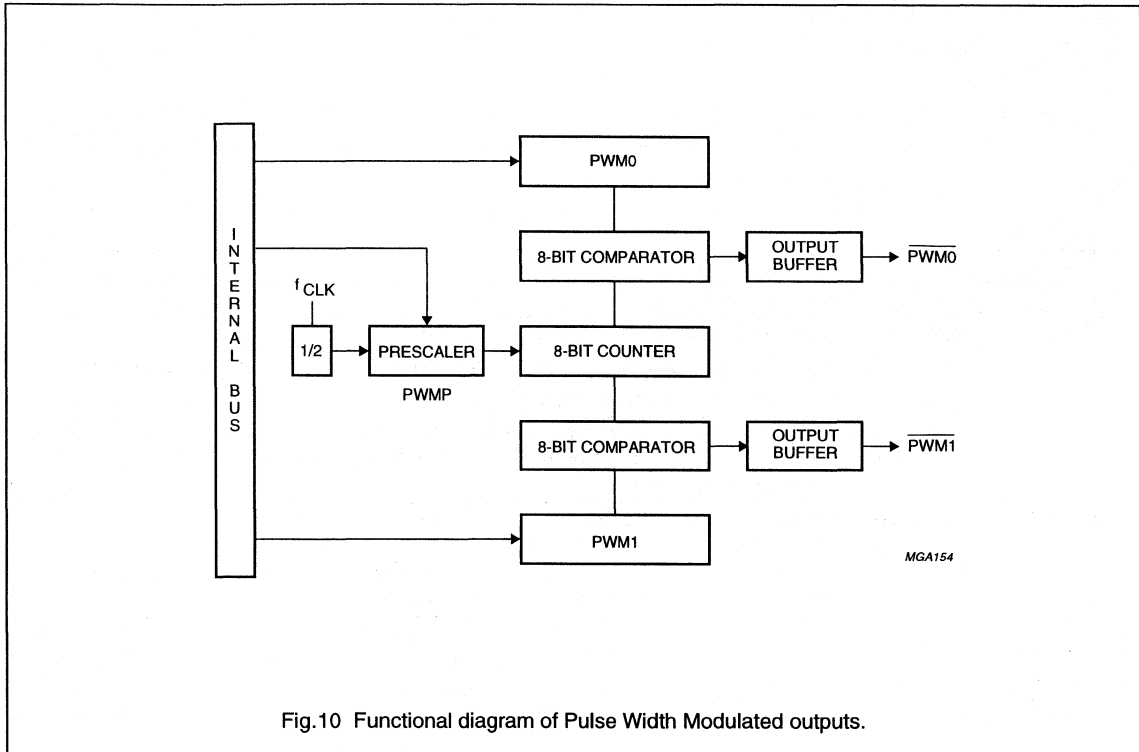 INTERNAL BUS
PWM0
8-BIT COMPARATOR
OUTPUT
BUFFER
PWM0
fCLK
1/2
PRESCALER
8-BIT COUNTER
PWMP
8-BIT COMPARATOR
OUTPUT
BUFFER
PWM1
PWM1
MGA154
Fig.10 Functional diagram of Pulse Width Modulated outputs.